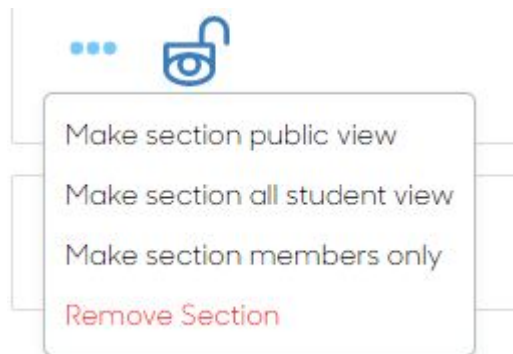 Make section public view
Make section all student view
Make section members only
Remove Section